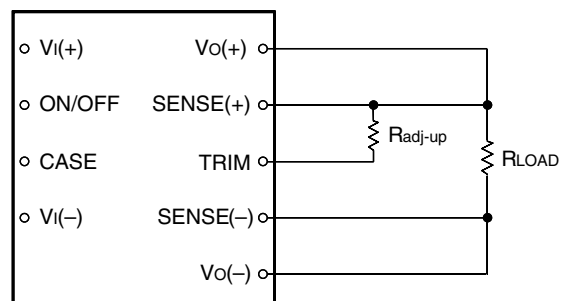 VI(+) VO(+)
ON/OFF SENSE(+)
Radj-up
CASE TRIM
RLOAD
VI(–) SENSE(–)
VO(–)